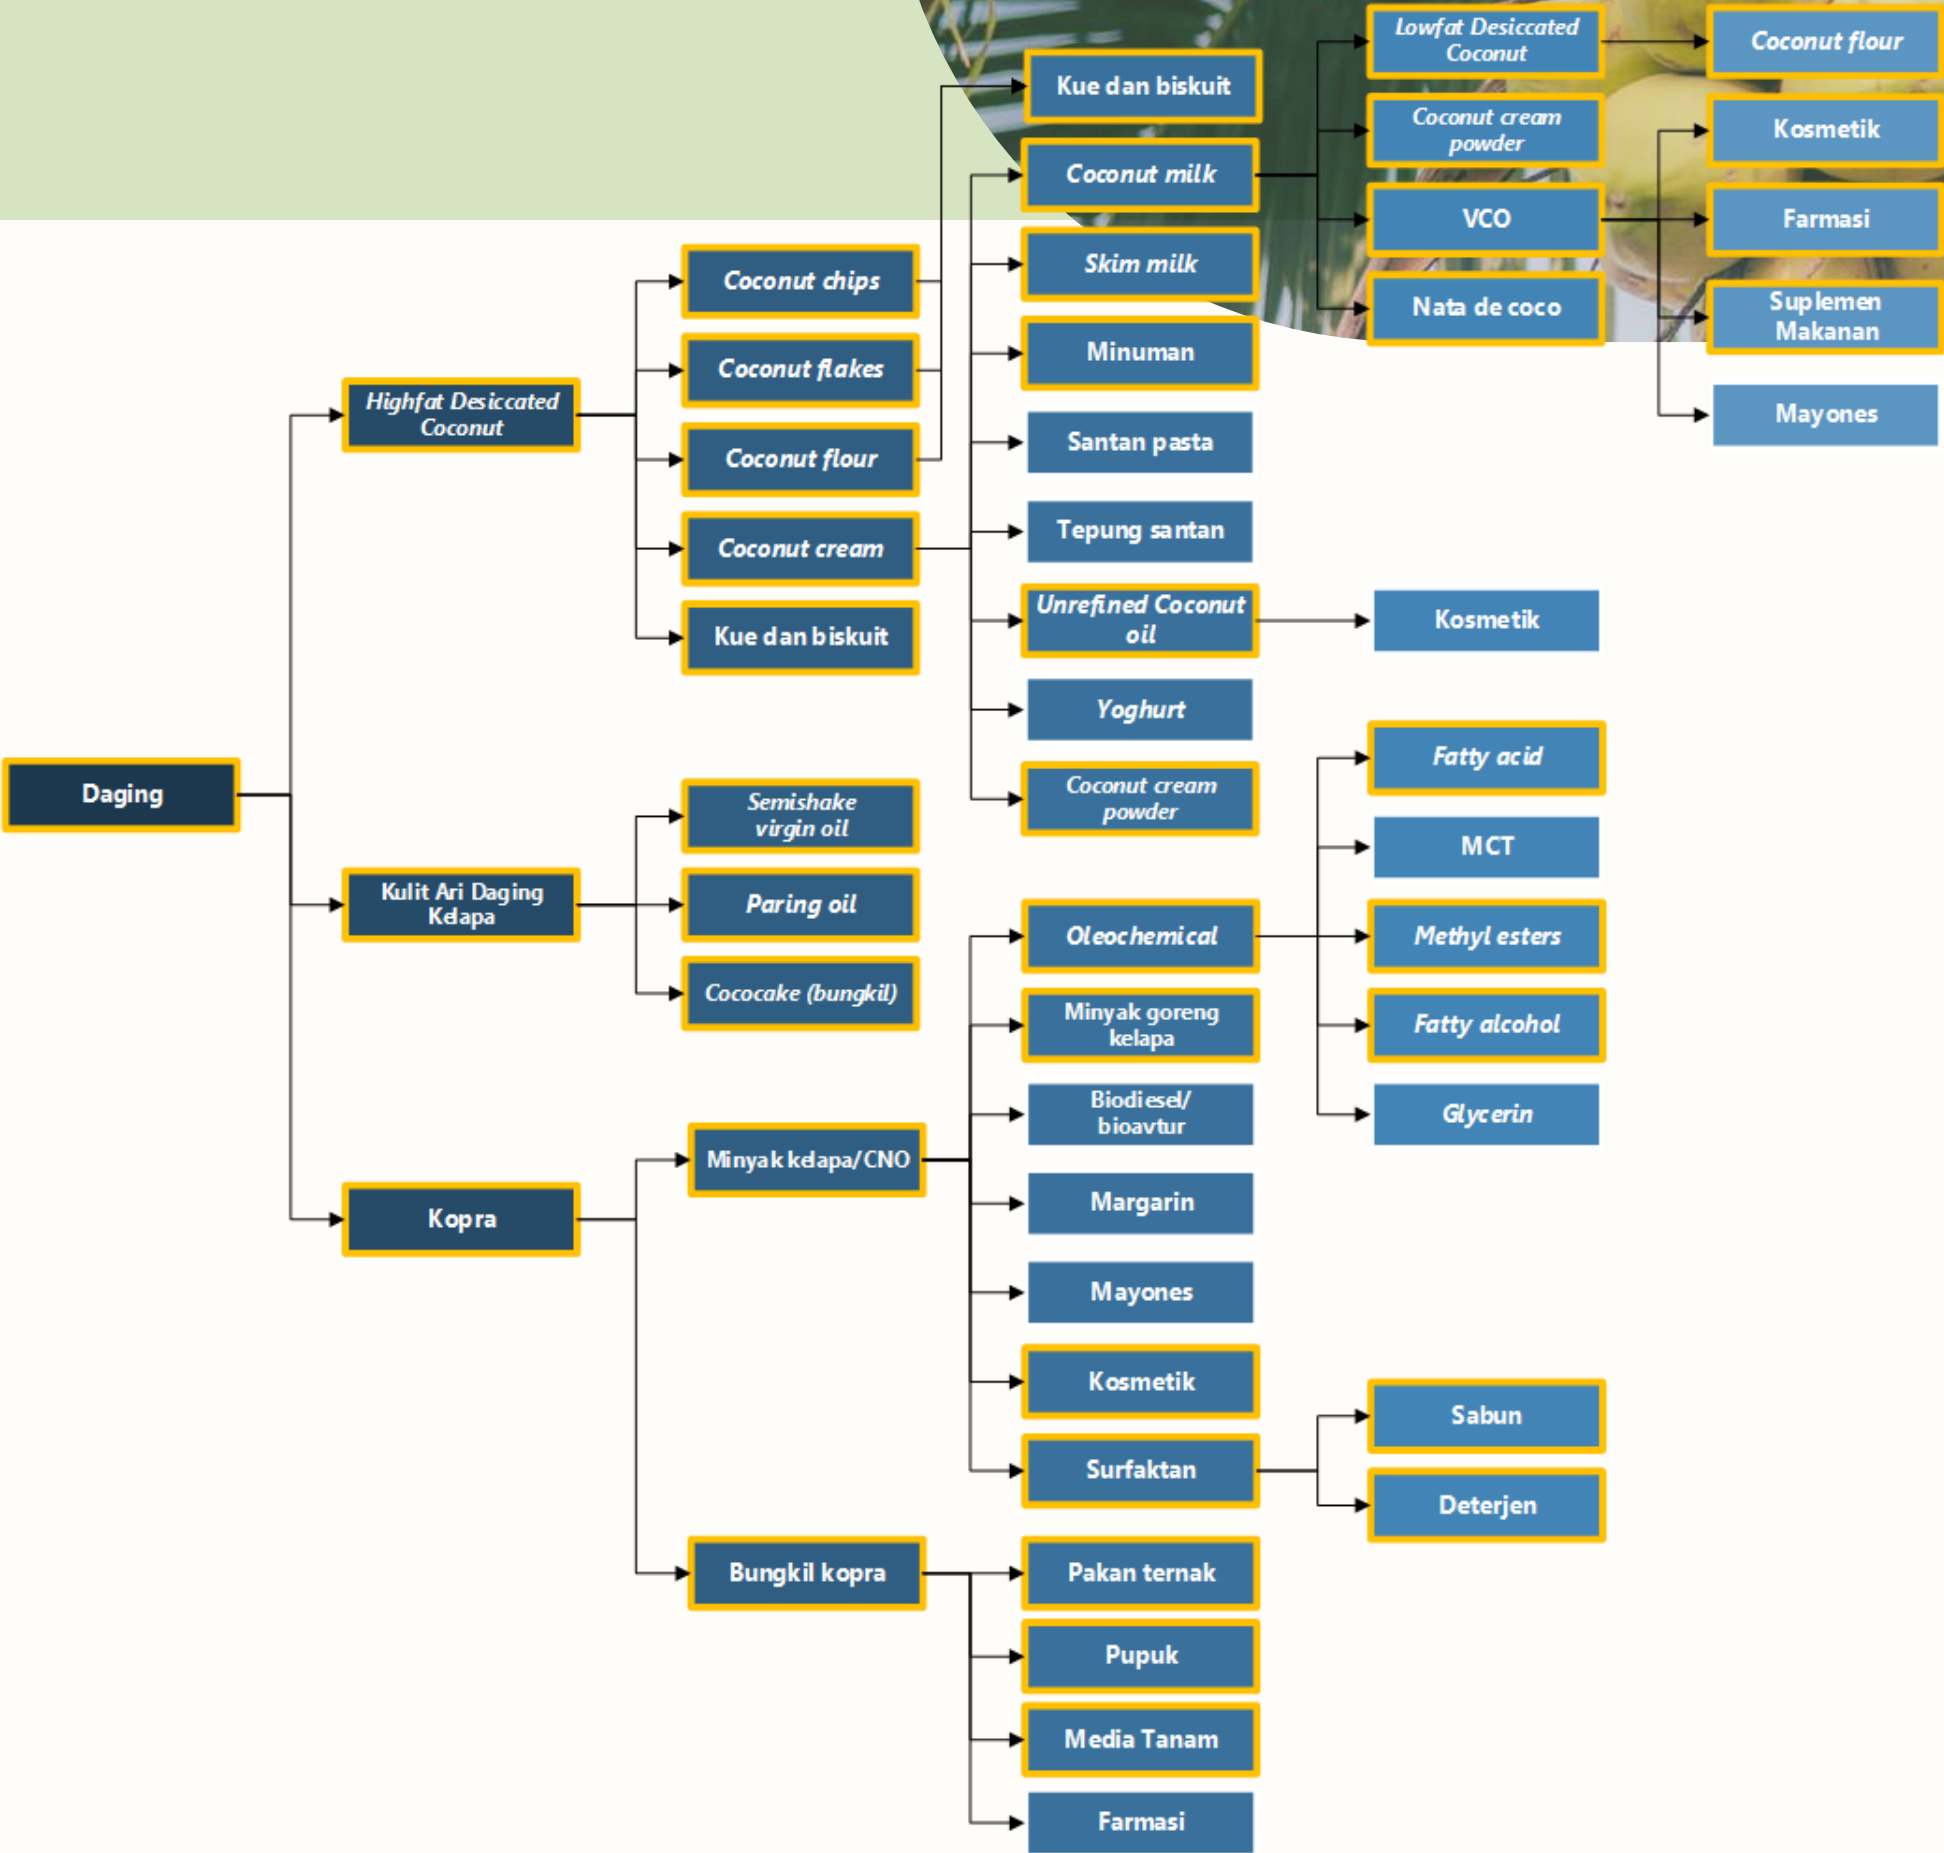 Daging
Highfat Desiccated
Coconut
Kulit Ari Daging
Kelapa
Kopra
Coconut chips
Coconut flakes
Coconut flour
Coconut cream
Kue dan biskuit
Semishake
virgin oil
Paring oil
Cococake (bungkil)
Minyak kelapa/CNO
Bungkil kopra
Kue dan biskuit
Coconut milk
Skim milk
Minuman
Santan pasta
Tepung santan
Unrefined Coconut
oil
Yoghurt
Coconut cream
powder
Oleochemical
Minyak goreng
kelapa
Biodiesel/
bioavtur
Margarin
Mayones
Kosmetik
Surfaktan
Pakan ternak
Pupuk
Media Tanam
Farmasi
Lowfat Desiccated
Coconut
Coconut cream
powder
VCO
Nata de coco
Kosmetik
Fatty acid
MCT
Methyl esters
Fatty alcohol
Glycerin
Sabun
Deterjen
Coconut flour
Kosmetik
Farmasi
Suplemen
Makanan
Mayones